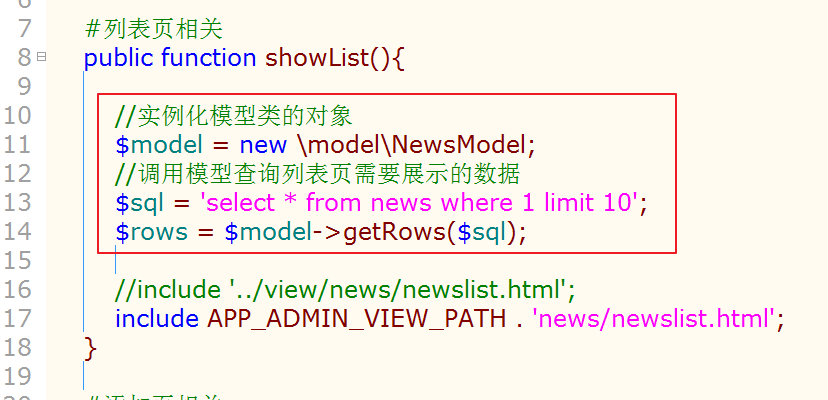 7 #列表页相关
8 public function showList(){
9
10 //实例化模型类的对象
11 $model = new \model\NewsModel;
12 //调用模型查询列表页需要展示的数据
13 $sql = 'select * from news where 1 limit 10';
14 $rows = $model->getRows($sql);
15
16 //include '../view/news/newslist.html';
17 include APP_ADMIN_VIEW_PATH . 'news/newslist.html';
18 }
19